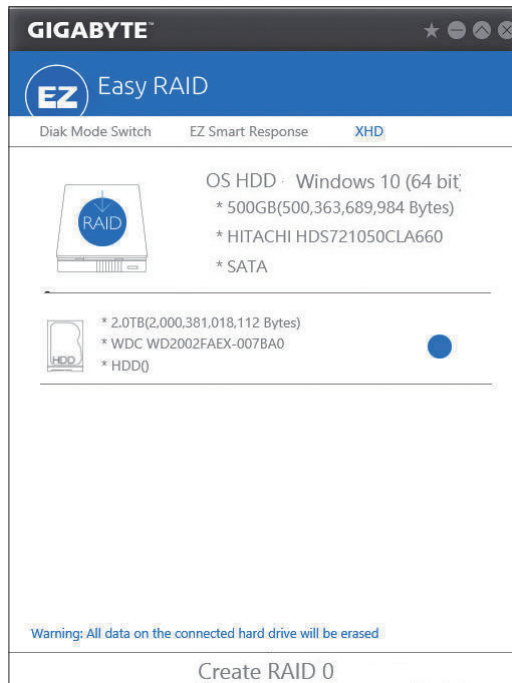 GIGABYTE™
EZ Easy RAID
Diak Mode Switch EZ Smart Response XHD
OS HDD · Windows 10 (64 bit)
* 500GB(500,363,689,984 Bytes)
RAID
* HITACHI HDS721050CLA660
* SATA
* 2.0TB(2,000,381,018,112 Bytes)
* WDC WD2002FAEX-007BA0
HDD
* HDD()
Warning: All data on the connected hard drive will be erased
Create RAID 0